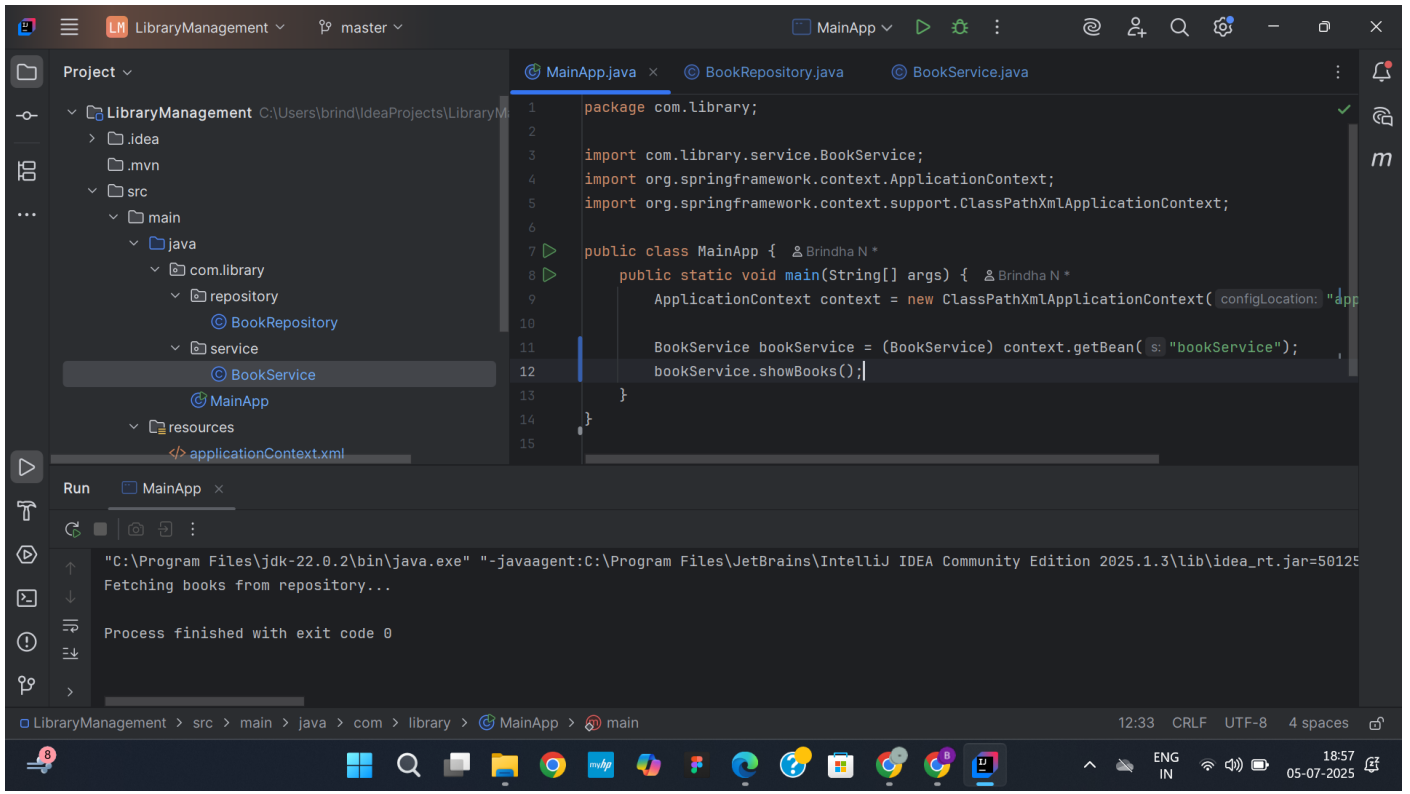 LM LibraryManagement master MainApp
Project
LibraryManagement C:\Users\brind\IdeaProjects\LibraryM
.idea
.mvn
src
main
java
com.library
repository
BookRepository
service
BookService
MainApp
resources
applicationContext.xml
MainApp.java BookRepository.java BookService.java
1 package com.library;
2
3 import com.library.service.BookService;
4 import org.springframework.context.ApplicationContext;
5 import org.springframework.context.support.ClassPathXmlApplicationContext;
6
7 public class MainApp { Brindha N *
8 public static void main(String[] args) { Brindha N *
9 ApplicationContext context = new ClassPathXmlApplicationContext( configLocation: "app
10
11 BookService bookService = (BookService) context.getBean( s: "bookService");
12 bookService.showBooks();
13 }
14 }
15
m
Run MainApp
"C:\Program Files\jdk-22.0.2\bin\java.exe" "-javaagent:C:\Program Files\JetBrains\IntelliJ IDEA Community Edition 2025.1.3\lib\idea_rt.jar=50125
Fetching books from repository...
Process finished with exit code 0
LibraryManagement > src > main > java > com > library > MainApp > main 12:33 CRLF UTF-8 4 spaces
8
myhp
B
ENG
IN
18:57
05-07-2025